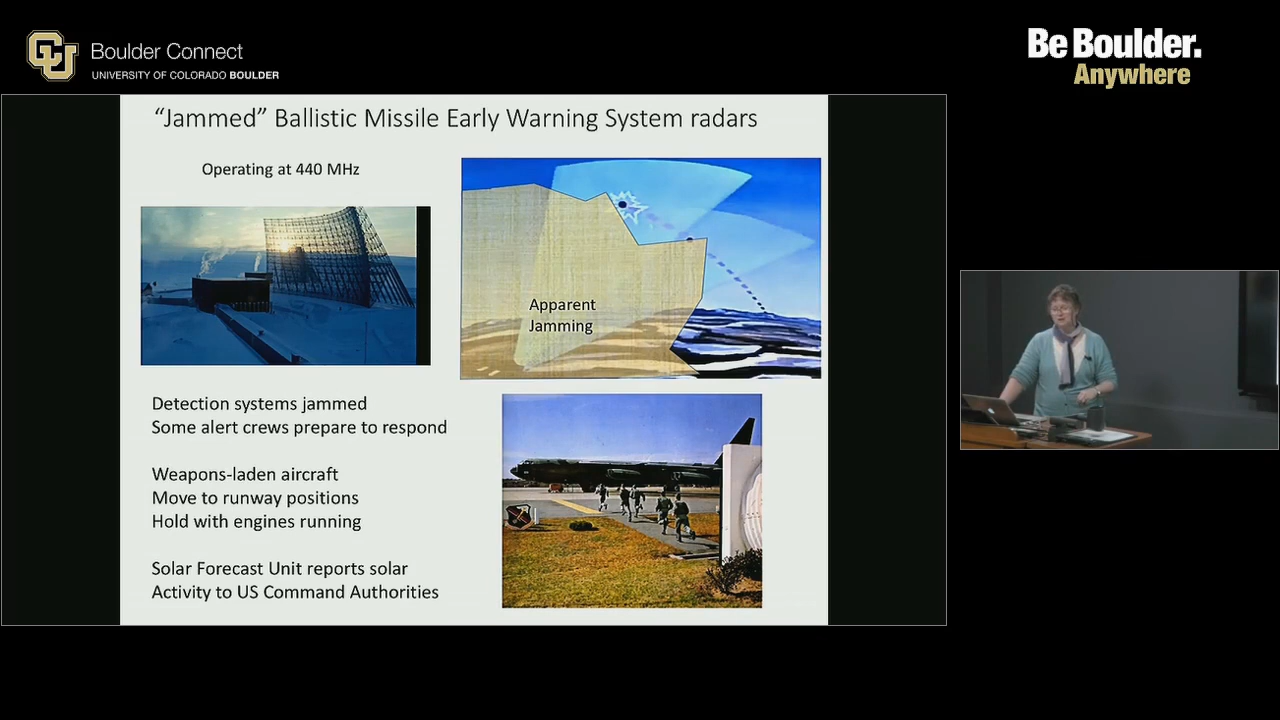 Boulder Connect
UNIVERSITY OF COLORADO BOULDER
Be Boulder.
Anywhere
“Jammed” Ballistic Missile Early Warning System radars
Operating at 440 MHz
Apparent
Jamming
Detection systems jammed
Some alert crews prepare to respond
Weapons-laden aircraft
Move to runway positions
Hold with engines running
Solar Forecast Unit reports solar
Activity to US Command Authorities